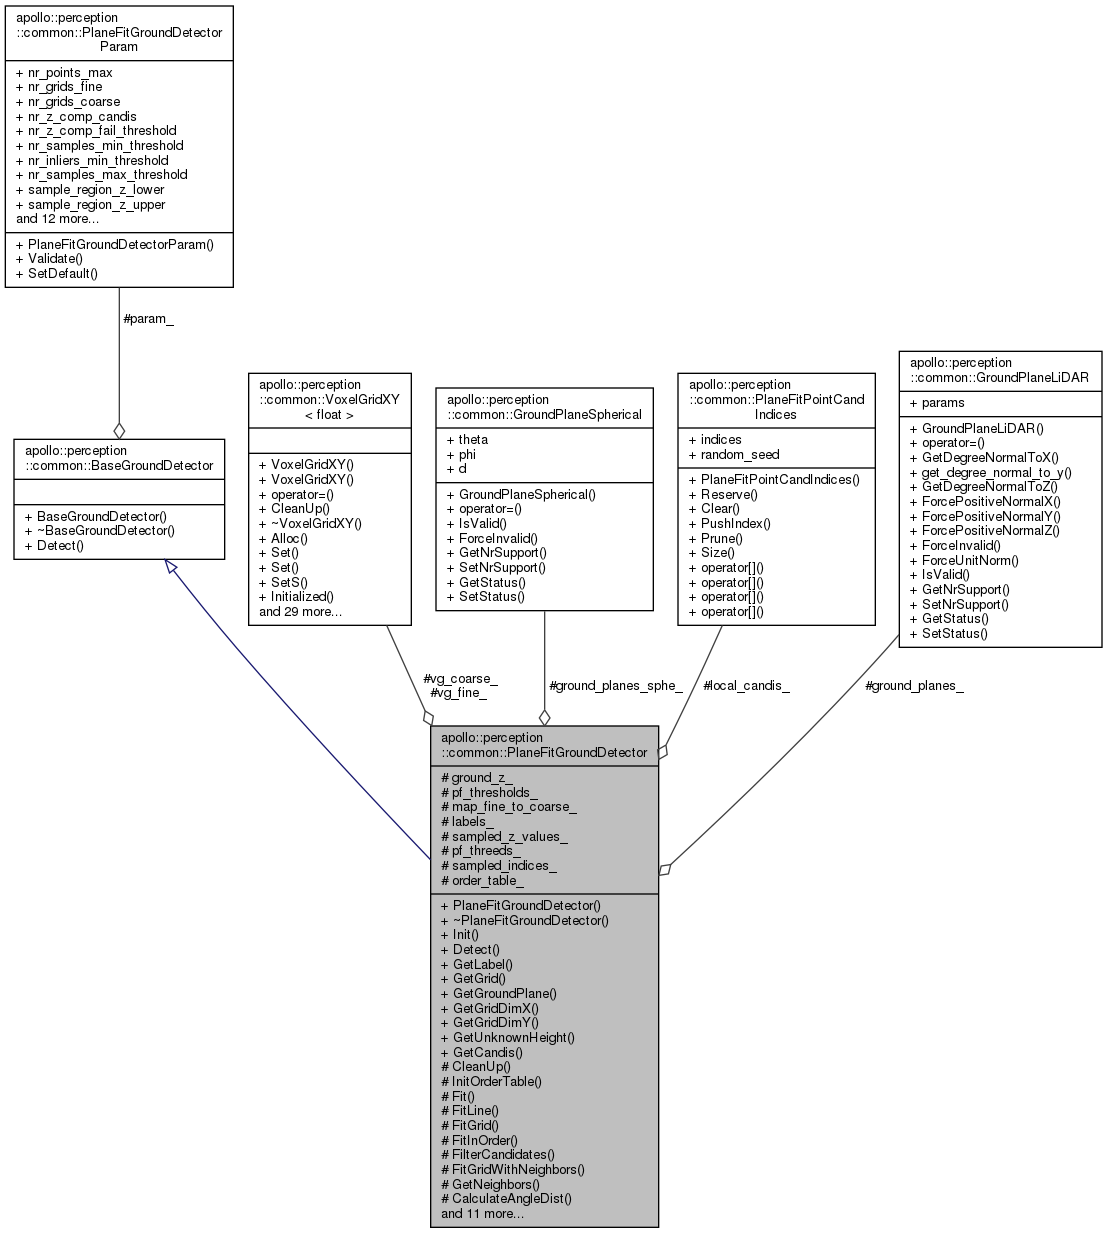 apollo::perception
::common::PlaneFitGroundDetector
Param
+ nr_points_max
+ nr_grids_fine
+ nr_grids_coarse
+ nr_z_comp_candis
+ nr_z_comp_fail_threshold
+ nr_samples_min_threshold
+ nr_inliers_min_threshold
+ nr_samples_max_threshold
+ sample_region_z_lower
+ sample_region_z_upper
and 12 more...
+ PlaneFitGroundDetectorParam()
+ Validate()
+ SetDefault()
#param_
apollo::perception
::common::BaseGroundDetector
+ BaseGroundDetector()
+ ~BaseGroundDetector()
+ Detect()
apollo::perception
::common::VoxelGridXY
< float >
+ VoxelGridXY()
+ VoxelGridXY()
+ operator=()
+ CleanUp()
+ ~VoxelGridXY()
+ Alloc()
+ Set()
+ Set()
+ SetS()
+ Initialized()
and 29 more...
apollo::perception
::common::GroundPlaneSpherical
+ theta
+ phi
+ d
+ GroundPlaneSpherical()
+ operator=()
+ IsValid()
+ ForceInvalid()
+ GetNrSupport()
+ SetNrSupport()
+ GetStatus()
+ SetStatus()
apollo::perception
::common::PlaneFitPointCand
Indices
+ indices
+ random_seed
+ PlaneFitPointCandIndices()
+ Reserve()
+ Clear()
+ PushIndex()
+ Prune()
+ Size()
+ operator[]()
+ operator[]()
+ operator[]()
+ operator[]()
apollo::perception
::common::GroundPlaneLiDAR
+ params
+ GroundPlaneLiDAR()
+ operator=()
+ GetDegreeNormalToX()
+ get_degree_normal_to_y()
+ GetDegreeNormalToZ()
+ ForcePositiveNormalX()
+ ForcePositiveNormalY()
+ ForcePositiveNormalZ()
+ ForceInvalid()
+ ForceUnitNorm()
+ IsValid()
+ GetNrSupport()
+ SetNrSupport()
+ GetStatus()
+ SetStatus()
#vg_coarse_
#vg_fine_
#ground_planes_sphe_
#local_candis_
#ground_planes_
apollo::perception
::common::PlaneFitGroundDetector
# ground_z_
# pf_thresholds_
# map_fine_to_coarse_
# labels_
# sampled_z_values_
# pf_threeds_
# sampled_indices_
# order_table_
+ PlaneFitGroundDetector()
+ ~PlaneFitGroundDetector()
+ Init()
+ Detect()
+ GetLabel()
+ GetGrid()
+ GetGroundPlane()
+ GetGridDimX()
+ GetGridDimY()
+ GetUnknownHeight()
+ GetCandis()
# CleanUp()
# InitOrderTable()
# Fit()
# FitLine()
# FitGrid()
# FitInOrder()
# FilterCandidates()
# FitGridWithNeighbors()
# GetNeighbors()
# CalculateAngleDist()
and 11 more...